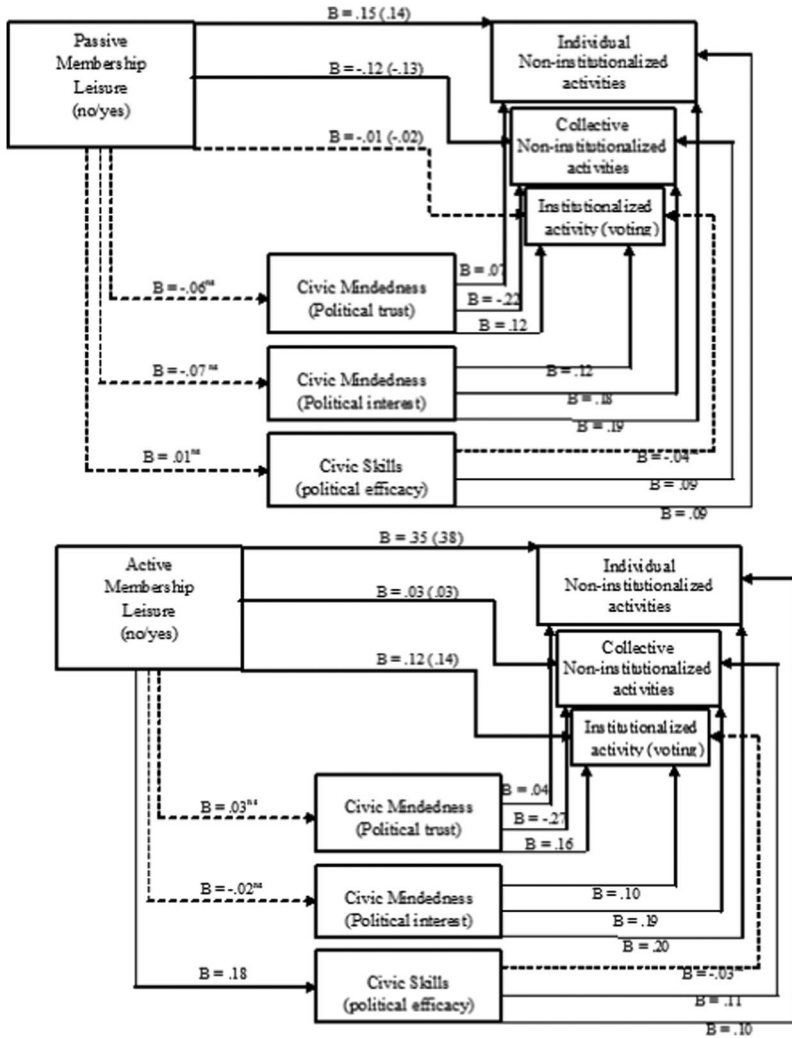 B = .15 (.14)
Passive
Membership
Leisure
(no/yes)
Individual
Non-institutionalized
activities
B = -.12 (-.13)
Collective
Non-institutionalized
activities
B = -.01 (-.02)
Institutionalized
activity (voting)
B = -.06ⁿˢ
Civic Mindedness
(Political trust)
B = .07
B = -.22
B = .12
B = -.07ⁿˢ
Civic Mindedness
(Political interest)
B = .12
B = .18
B = .19
B = .01ⁿˢ
Civic Skills
(political efficacy)
B = -.04
B = .09
B = .09
B = .35 (.38)
Active
Membership
Leisure
(no/yes)
Individual
Non-institutionalized
activities
B = .03 (.03)
Collective
Non-institutionalized
activities
B = .12 (.14)
Institutionalized
activity (voting)
B = .03ⁿˢ
Civic Mindedness
(Political trust)
B = .04
B = -.27
B = .16
B = -.02ⁿˢ
Civic Mindedness
(Political interest)
B = .10
B = .19
B = .20
B = .18
Civic Skills
(political efficacy)
B = -.03
B = .11
B = .10